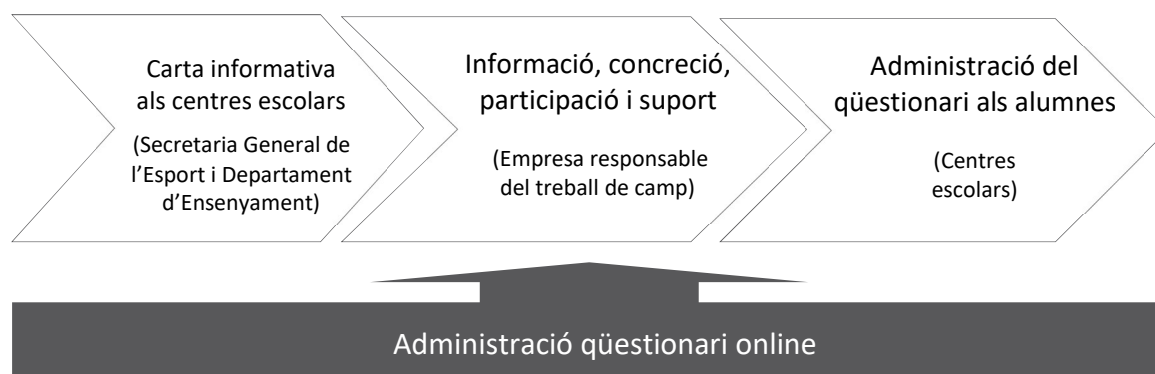 Carta informativa
als centres escolars
(Secretaria General de
l’Esport i Departament
d’Ensenyament)
Informació, concreció,
participació i suport
(Empresa responsable
del treball de camp)
Administració del
qüestionari als alumnes
(Centres
escolars)
Administració qüestionari online